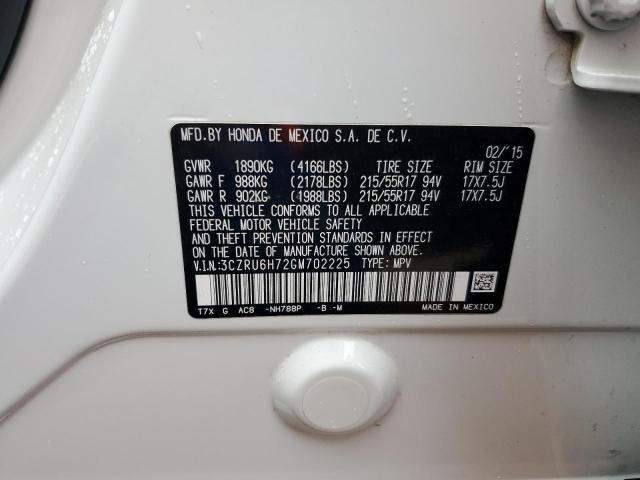 MFD.BY HONDA DE MEXICO S.A. DE C.V.
02/'15
GVWR 1890KG (4166LBS) TIRE SIZE RIM SIZE
GAWR F 988KG (2178LBS) 215/55R17 94V 17X7.5J
GAWR R 902KG (1988LBS) 215/55R17 94V 17X7.5J
THIS VEHICLE CONFORMS TO ALL APPLICABLE
FEDERAL MOTOR VEHICLE SAFETY
AND THEFT PREVENTION STANDARDS IN EFFECT
ON THE DATE OF MANUFACTURE SHOWN ABOVE.
V.I.N.:3CZRU6H72GM702225 TYPE: MPV
T7X G AC8 -NH788P -B -M MADE IN MEXICO